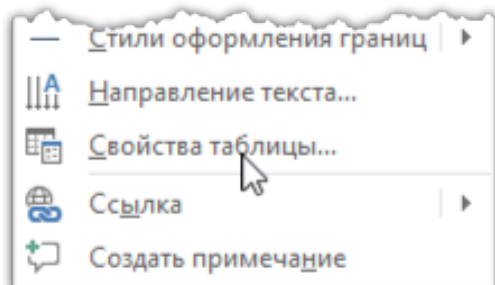 Стили оформления границ
Направление текста...
Свойства таблицы...
Ссылка
Создать примечание